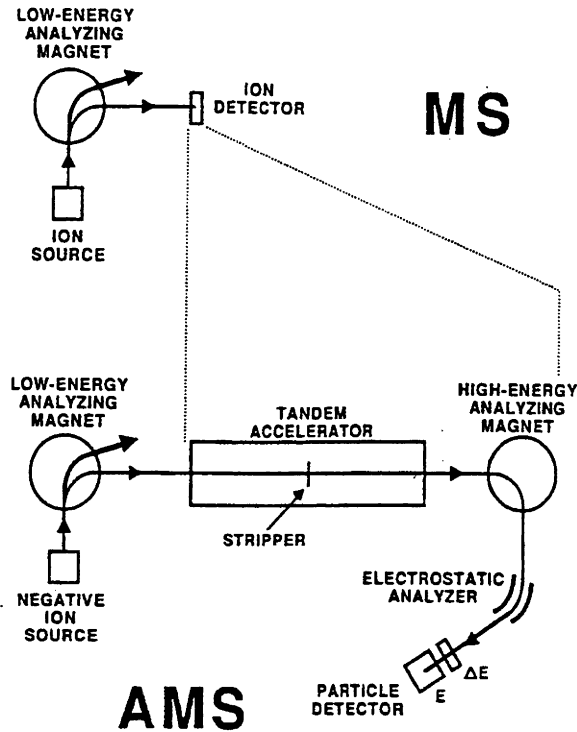 LOW-ENERGY
ANALYZING
MAGNET
ION
DETECTOR
MS
ION
SOURCE
LOW-ENERGY
ANALYZING
MAGNET
TANDEM
ACCELERATOR
HIGH-ENERGY
ANALYZING
MAGNET
STRIPPER
NEGATIVE
ION
SOURCE
ELECTROSTATIC
ANALYZER
ΔE
E
PARTICLE
DETECTOR
AMS